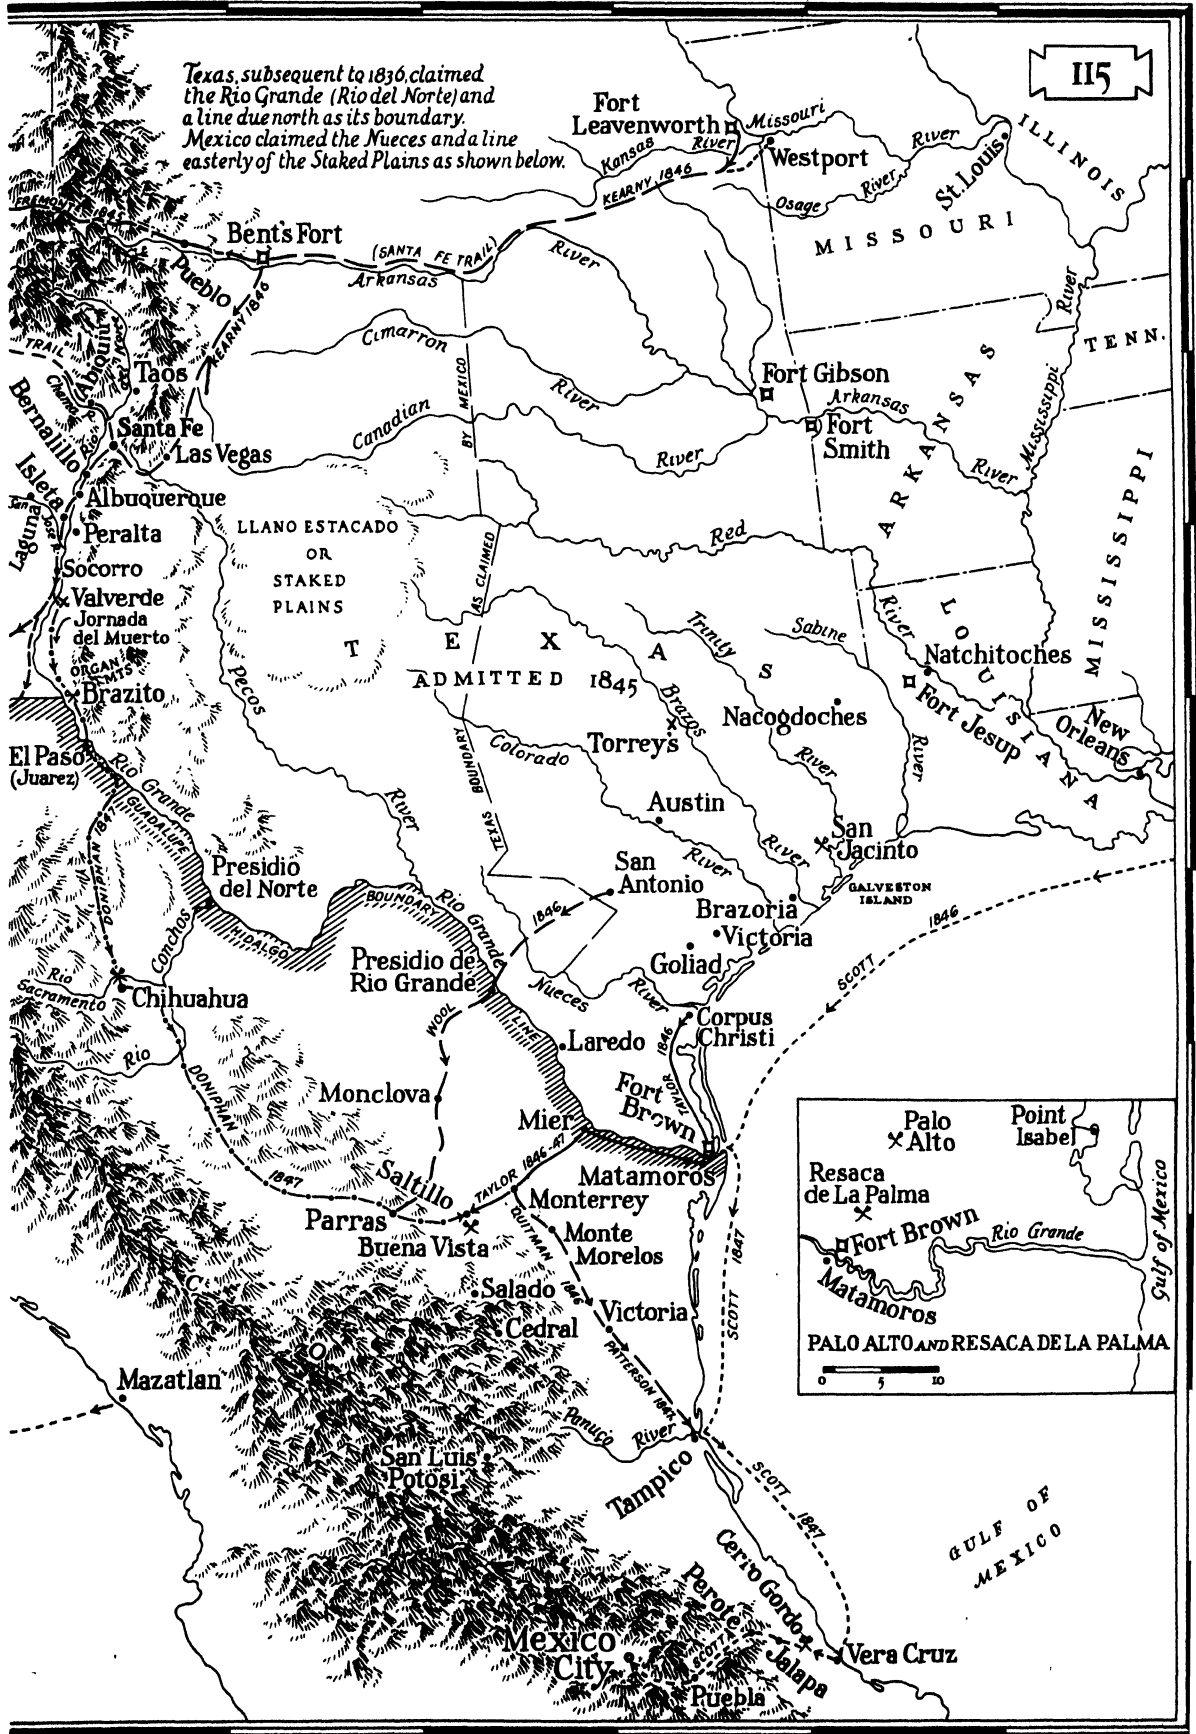 115
Texas, subsequent to 1836, claimed
the Rio Grande (Rio del Norte) and
a line due north as its boundary.
Mexico claimed the Nueces and a line
easterly of the Staked Plains as shown below.
Fort
Leavenworth
Missouri
River
Kansas
River
Westport
St. Louis
ILLINOIS
KEARNY 1846
Osage
River
MISSOURI
FREMONT
Bent's Fort
(SANTA FE TRAIL)
Arkansas
River
Pueblo
KEARNY 1846
River
TENN.
Cimarron
River
TRAIL
Abiquiu
Taos
Chama
Rio
Bernalillo
Santa Fe
Las Vegas
Canadian
River
BY MEXICO
Fort Gibson
Arkansas
River
Fort
Smith
ARKANSAS
Mississippi
MISSISSIPPI
Isleta
Albuquerque
San
Jose R.
Laguna
Peralta
Socorro
Valverde
Jornada
del Muerto
ORGAN
MTS
Brazito
LLANO ESTACADO
OR
STAKED
PLAINS
AS CLAIMED
Red
River
TEXAS
ADMITTED 1845
Trinity
River
Sabine
River
LOUISIANA
Natchitoches
Fort Jesup
New
Orleans
Pecos
River
Brazos
River
Nacogdoches
Torrey's
Colorado
River
TEXAS BOUNDARY
El Paso
(Juarez)
Rio Grande
GUADALUPE
DONIPHAN 1847
Austin
San
Jacinto
Presidio
del Norte
San
Antonio
GALVESTON
ISLAND
1846
BOUNDARY
Rio Grande
Brazoria
Victoria
1846
SCOTT
HIDALGO
Conchos
Goliad
Presidio de
Rio Grande
Rio
Sacramento
Chihuahua
Nueces
River
Corpus
Christi
WOOL
LINE
Laredo
1846
TAYLOR
Rio
DONIPHAN
1847
Monclova
Fort
Brown
Mier
Matamoros
TAYLOR 1846-47
Saltillo
Monterrey
Parras
Buena Vista
QUITMAN 1846
Monte
Morelos
SCOTT 1847
Salado
Cedral
Victoria
C
O
PATTERSON
Mazatlan
Panuco
River
San Luis
Potosi
Tampico
SCOTT 1847
GULF OF
MEXICO
Cerro Gordo
Perote
Mexico
City
SCOTT
Jalapa
Vera Cruz
Puebla
Palo
Alto
Point
Isabel
Resaca
de La Palma
Fort Brown
Rio Grande
Matamoros
Gulf of Mexico
PALO ALTO AND RESACA DE LA PALMA
0 5 10